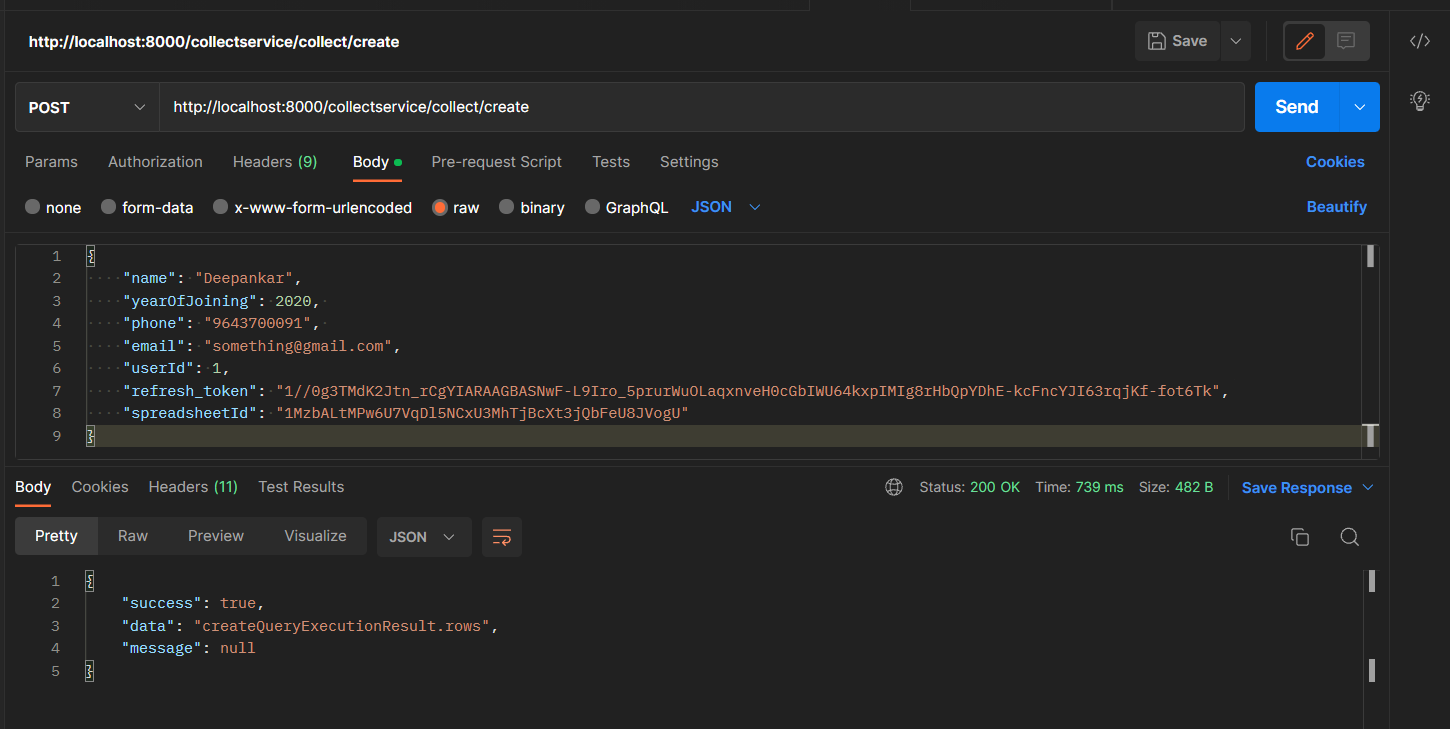 http://localhost:8000/collectservice/collect/create
Save
POST
http://localhost:8000/collectservice/collect/create
Send
Params Authorization Headers (9) Body Pre-request Script Tests Settings Cookies
none form-data x-www-form-urlencoded raw binary GraphQL JSON Beautify
1 {
2 "name": "Deepankar",
3 "yearOfJoining": 2020,
4 "phone": "9643700091",
5 "email": "something@gmail.com",
6 "userId": 1,
7 "refresh_token": "1//0g3TMdK2Jtn_rCgYIARAAGBASNwF-L9Iro_5prurWuOLaqxnveH0cGbIWU64kxpIMIg8rHbQpYDhE-kcFncYJI63rqjKf-fot6Tk",
8 "spreadsheetId": "1MzbALtMPw6U7VqDl5NCxU3MhTjBcXt3jQbFeU8JVogU"
9 }
Body Cookies Headers (11) Test Results Status: 200 OK Time: 739 ms Size: 482 B Save Response
Pretty Raw Preview Visualize JSON
1 {
2 "success": true,
3 "data": "createQueryExecutionResult.rows",
4 "message": null
5 }